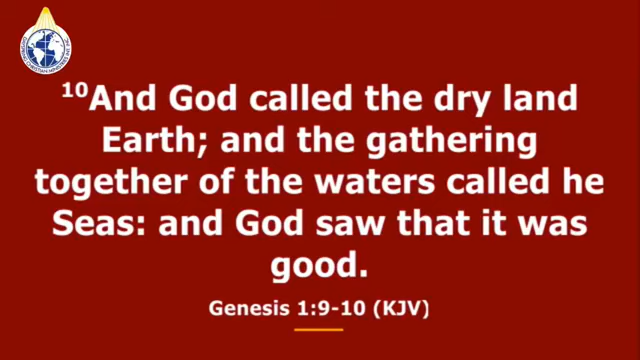 ¹⁰And God called the dry land
Earth; and the gathering
together of the waters called he
Seas: and God saw that it was
good.
Genesis 1:9-10 (KJV)